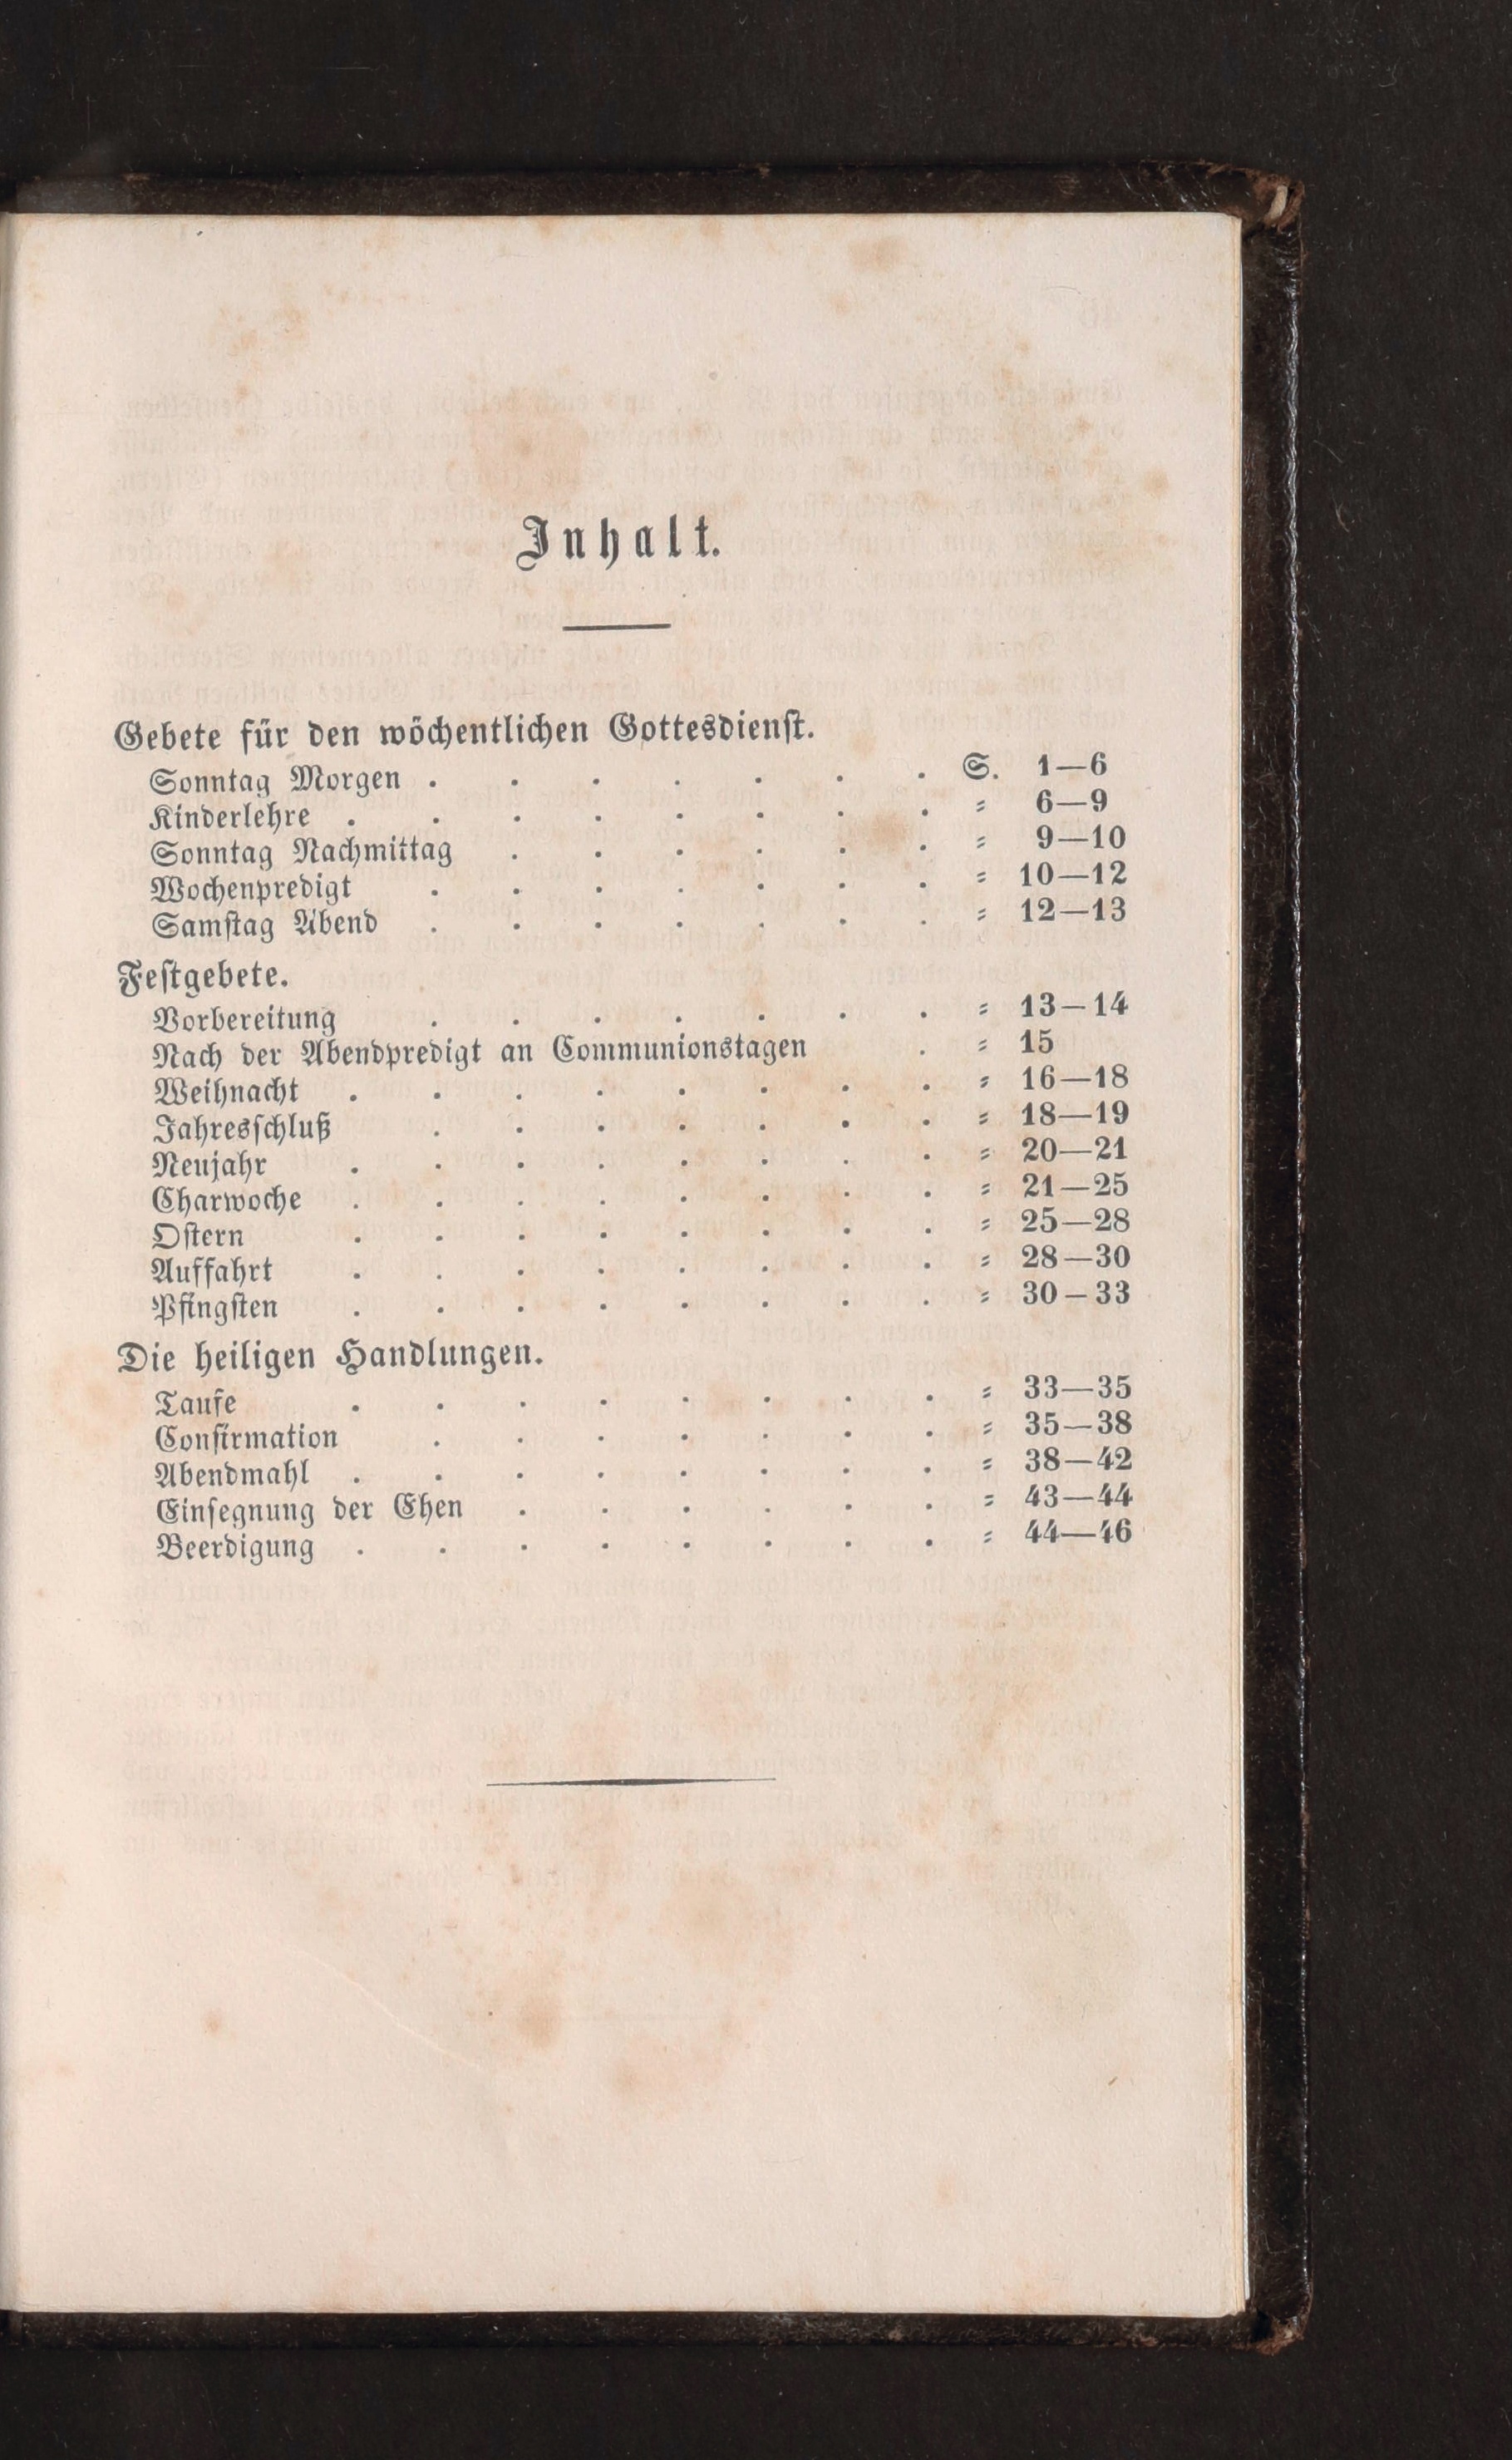 Inhalt.
Gebete für den wöchentlichen Gottesdienst.
Sonntag Morgen . . . . . . . S. 1—6
Kinderlehre . . . . . . . . = 6—9
Sonntag Nachmittag . . . . . . = 9—10
Wochenpredigt . . . . . . . = 10—12
Samstag Abend . . . . . . . = 12—13
Festgebete.
Vorbereitung . . . . . . . = 13—14
Nach der Abendpredigt an Communionstagen . = 15
Weihnacht . . . . . . . . = 16—18
Jahresschluß . . . . . . . = 18—19
Neujahr . . . . . . . . = 20—21
Charwoche . . . . . . . . = 21—25
Ostern . . . . . . . . = 25—28
Auffahrt . . . . . . . . = 28—30
Pfingsten . . . . . . . . = 30—33
Die heiligen Handlungen.
Taufe . . . . . . . . = 33—35
Confirmation . . . . . . . = 35—38
Abendmahl . . . . . . . . = 38—42
Einsegnung der Ehen . . . . . . = 43—44
Beerdigung . . . . . . . . = 44—46